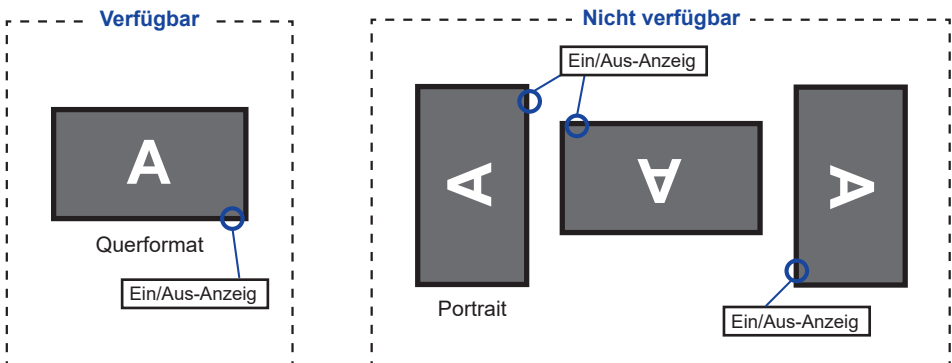 Verfügbar
A
Querformat
Ein/Aus-Anzeig
Nicht verfügbar
Ein/Aus-Anzeig
A
A
A
Portrait
Ein/Aus-Anzeig